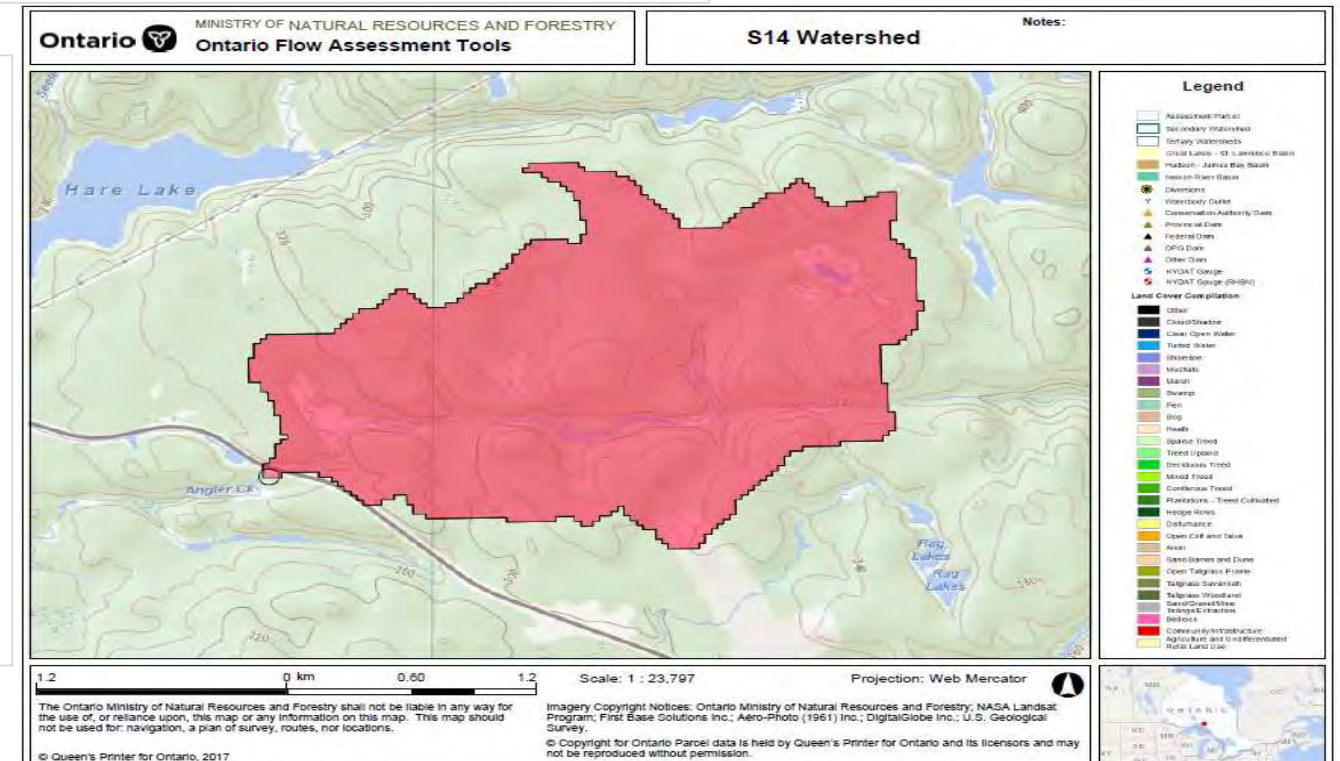 Ontario
MINISTRY OF NATURAL RESOURCES AND FORESTRY
Ontario Flow Assessment Tools
S14 Watershed
Notes:
Hare Lake
300
320
400
Angler Ck
260
300
320
340
Rag
Lakes
Rag
Lakes
Legend
Assessment Parcel
Secondary Watershed
Tertiary Watersheds
Great Lakes - St. Lawrence Basin
Hudson - James Bay Basin
Nelson River Basin
Diversions
Waterbody Outlet
Conservation Authority Dam
Provincial Dam
Federal Dam
OPG Dam
Other Dam
HYDAT Gauge
HYDAT Gauge (RHBN)
Land Cover Compilation
Other
Cloud/Shadow
Clear Open Water
Turbid Water
Shoreline
Mudflats
Marsh
Swamp
Fen
Bog
Heath
Sparse Treed
Treed Upland
Deciduous Treed
Mixed Treed
Coniferous Treed
Plantations - Treed Cultivated
Hedge Rows
Disturbance
Open Cliff and Talus
Alvar
Sand Barren and Dune
Open Tallgrass Prairie
Tallgrass Savannah
Tallgrass Woodland
Sand/Gravel/Mine
Tailings/Extraction
Bedrock
Community/Infrastructure
Agriculture and Undifferentiated
Rural Land Use
1.2 0 km 0.60 1.2
Scale: 1 : 23,797
Projection: Web Mercator
The Ontario Ministry of Natural Resources and Forestry shall not be liable in any way for
the use of, or reliance upon, this map or any information on this map. This map should
not be used for: navigation, a plan of survey, routes, nor locations.
© Queen's Printer for Ontario, 2017
Imagery Copyright Notices: Ontario Ministry of Natural Resources and Forestry; NASA Landsat
Program; First Base Solutions Inc.; Aéro-Photo (1961) Inc.; DigitalGlobe Inc.; U.S. Geological
Survey.
© Copyright for Ontario Parcel data is held by Queen's Printer for Ontario and its licensors and may
not be reproduced without permission.
ONTARIO